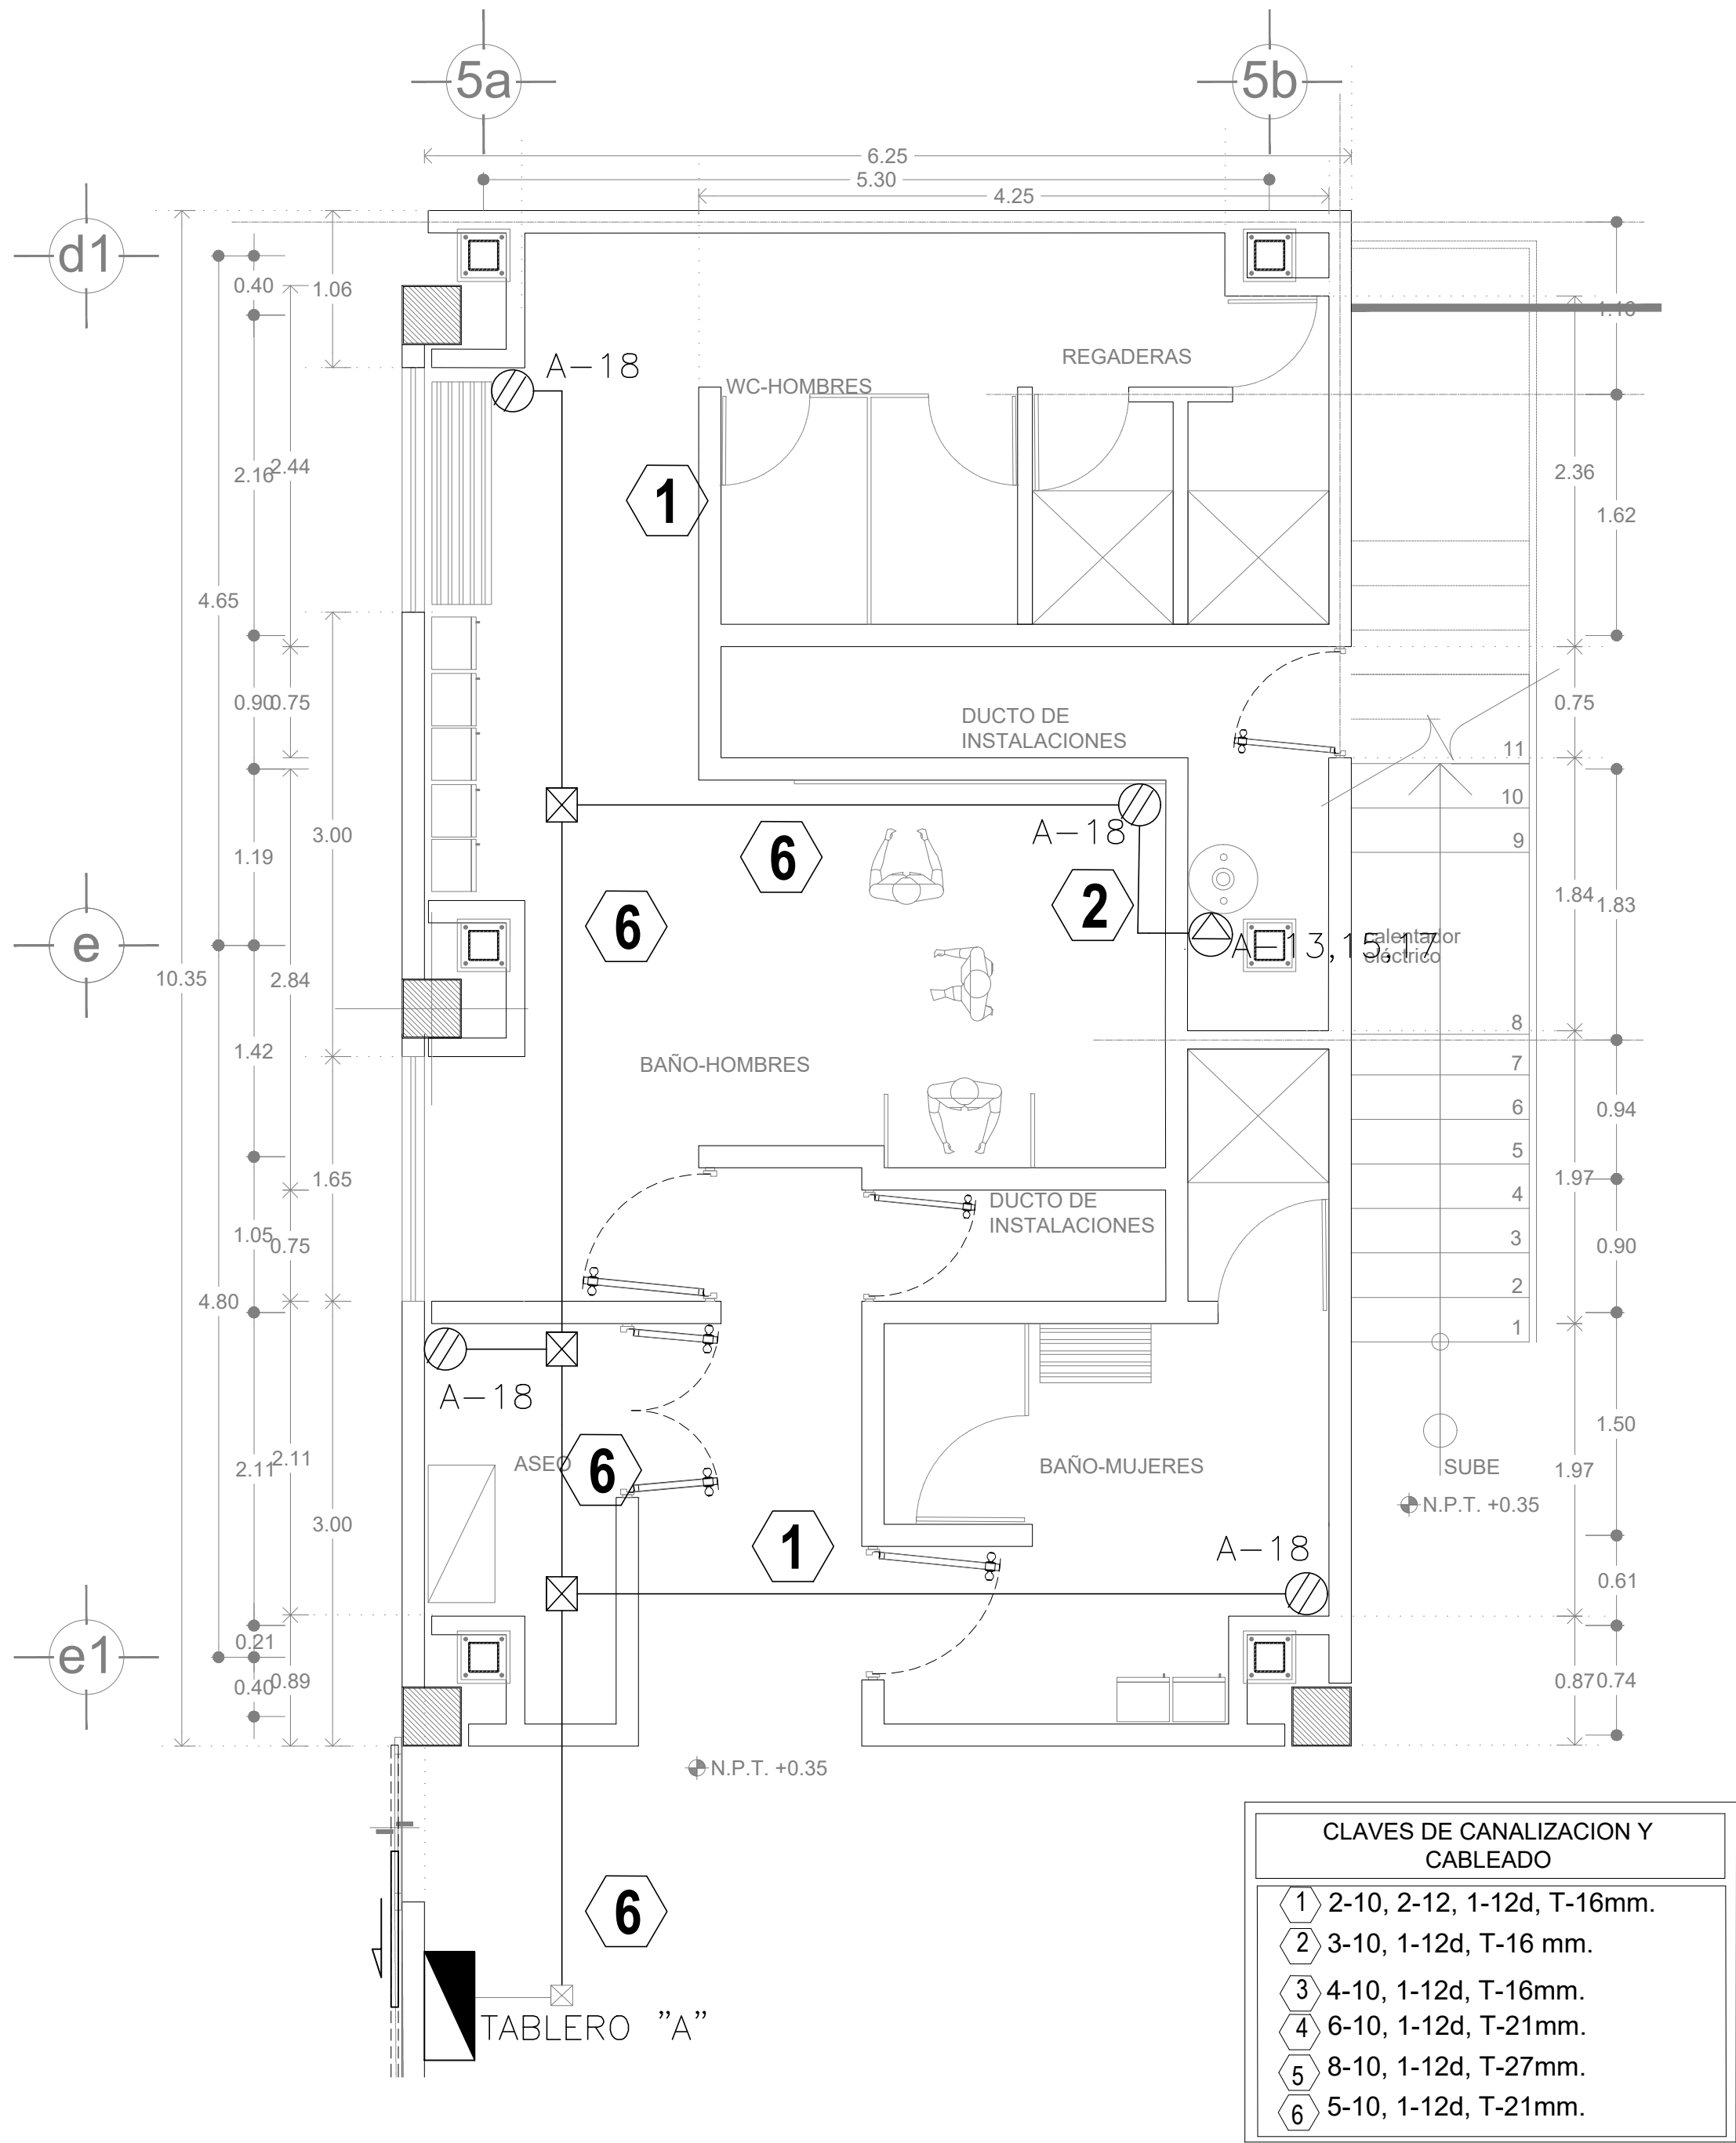 5a
5b
6.25
5.30
4.25
d1
0.40
1.06
1.10
REGADERAS
A-18
WC-HOMBRES
2.16
2.44
1
2.36
1.62
4.65
0.90
0.75
DUCTO DE
INSTALACIONES
0.75
11
10
9
A-18
3.00
1.19
6
6
2
1.84
1.83
e
A-13,15,17
calentador
eléctrico
10.35
2.84
8
1.42
BAÑO-HOMBRES
7
6
0.94
5
1.65
1.97
4
DUCTO DE
INSTALACIONES
3
1.05
0.75
0.90
2
4.80
1
A-18
1.50
2.11
2.11
ASEO
6
BAÑO-MUJERES
SUBE
1.97
N.P.T. +0.35
3.00
1
A-18
0.61
0.21
e1
0.40
0.89
0.87
0.74
N.P.T. +0.35
6
TABLERO "A"
CLAVES DE CANALIZACION Y
CABLEADO
1 2-10, 2-12, 1-12d, T-16mm.
2 3-10, 1-12d, T-16 mm.
3 4-10, 1-12d, T-16mm.
4 6-10, 1-12d, T-21mm.
5 8-10, 1-12d, T-27mm.
6 5-10, 1-12d, T-21mm.